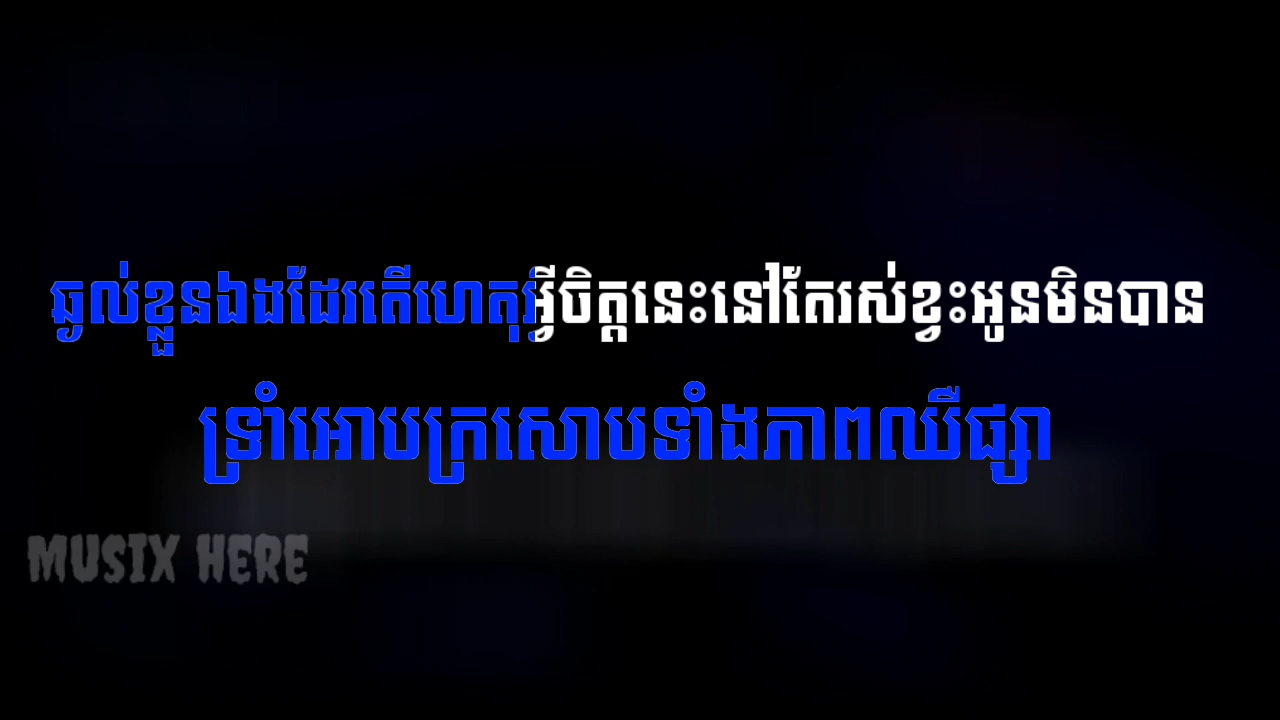 ឆ្ងល់ខ្លួនឯងដែរតើហេតុអ្វីចិត្តនេះនៅតែរស់ខ្វះអូនមិនបាន
ទ្រាំអោបក្រសោបទាំងភាពឈឺផ្សា
MUSIX HERE